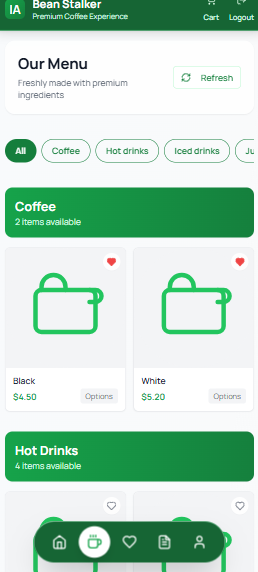 IA
Bean Stalker
Premium Coffee Experience
Cart
Logout
Our Menu
Freshly made with premium
ingredients
Refresh
All
Coffee
Hot drinks
Iced drinks
Ju
Coffee
2 items available
Black
$4.50
Options
White
$5.20
Options
Hot Drinks
4 items available